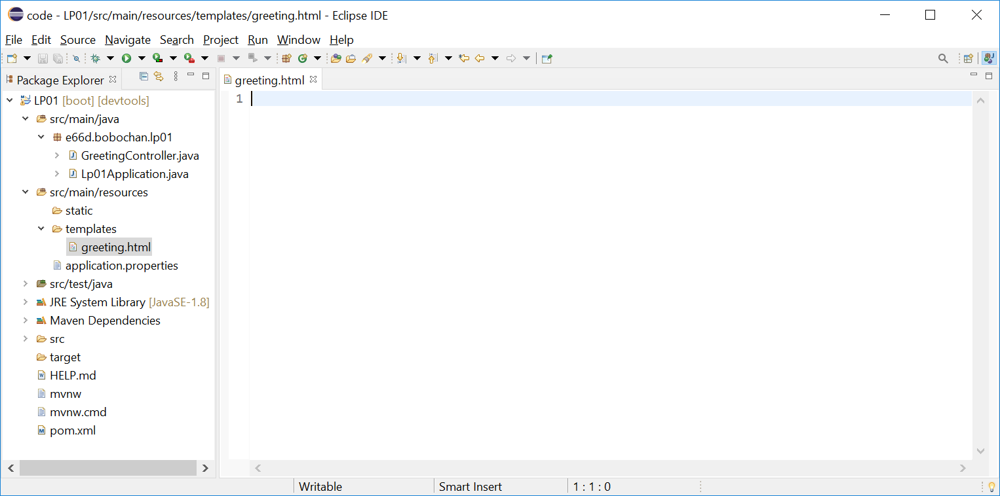 code - LP01/src/main/resources/templates/greeting.html - Eclipse IDE
File Edit Source Navigate Search Project Run Window Help
Package Explorer
greeting.html
LP01 [boot] [devtools]
1
src/main/java
e66d.bobochan.lp01
GreetingController.java
Lp01Application.java
src/main/resources
static
templates
greeting.html
application.properties
src/test/java
JRE System Library [JavaSE-1.8]
Maven Dependencies
src
target
HELP.md
mvnw
mvnw.cmd
pom.xml
Writable Smart Insert 1 : 1 : 0